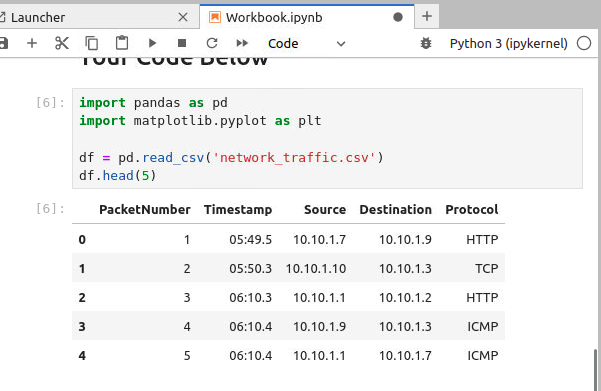 Launcher
Workbook.ipynb
Code
Python 3 (ipykernel)
Your Code Below
[6]:
import pandas as pd
import matplotlib.pyplot as plt
df = pd.read_csv('network_traffic.csv')
df.head(5)
[6]:
PacketNumber Timestamp Source Destination Protocol
0 1 05:49.5 10.10.1.7 10.10.1.9 HTTP
1 2 05:50.3 10.10.1.10 10.10.1.3 TCP
2 3 06:10.3 10.10.1.1 10.10.1.2 HTTP
3 4 06:10.4 10.10.1.9 10.10.1.3 ICMP
4 5 06:10.4 10.10.1.1 10.10.1.7 ICMP